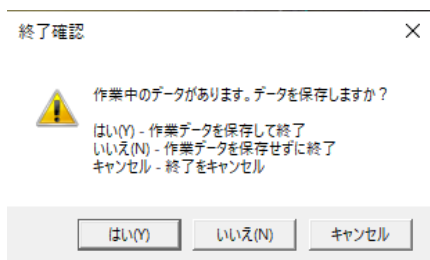 終了確認
作業中のデータがあります。データを保存しますか？
はい(Y) - 作業データを保存して終了
いいえ(N) - 作業データを保存せずに終了
キャンセル - 終了をキャンセル
はい(Y)
いいえ(N)
キャンセル